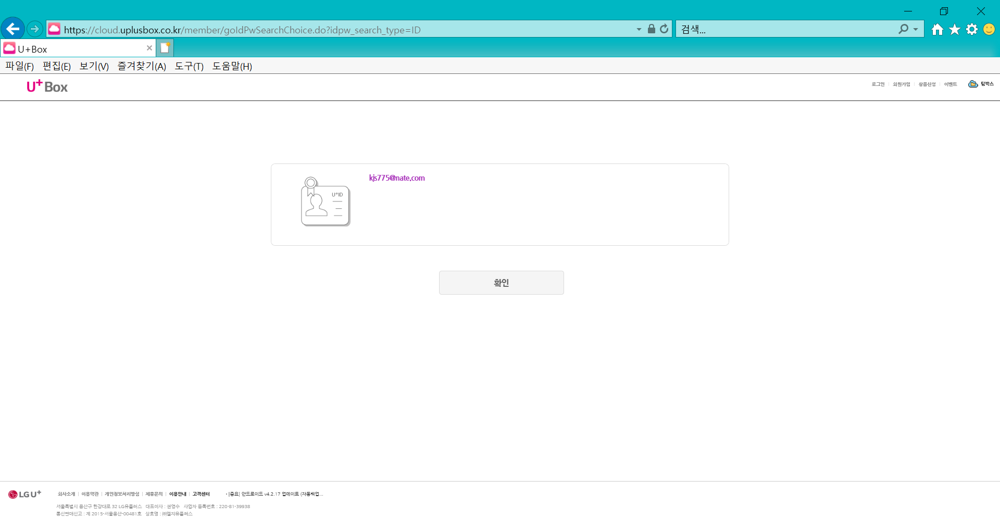 https://cloud.uplusbox.co.kr/member/goIdPwSearchChoice.do?idpw_search_type=ID
검색...
U+Box
파일(F) 편집(E) 보기(V) 즐겨찾기(A) 도구(T) 도움말(H)
U+ Box
로그인 회원가입 상품신청 이벤트 팀박스
kjs775@nate.com
U+ID
확인
LG U+
회사소개 이용약관 개인정보처리방침 제휴문의 이용안내 고객센터 • [중요] 안드로이드 v4.2.17 업데이트 (자동백업...
서울특별시 용산구 한강대로 32 LG유플러스 대표이사 : 권영수 사업자 등록번호 : 220-81-39938
통신판매신고 : 제 2015-서울용산-00481호 상호명 : ㈜엘지유플러스